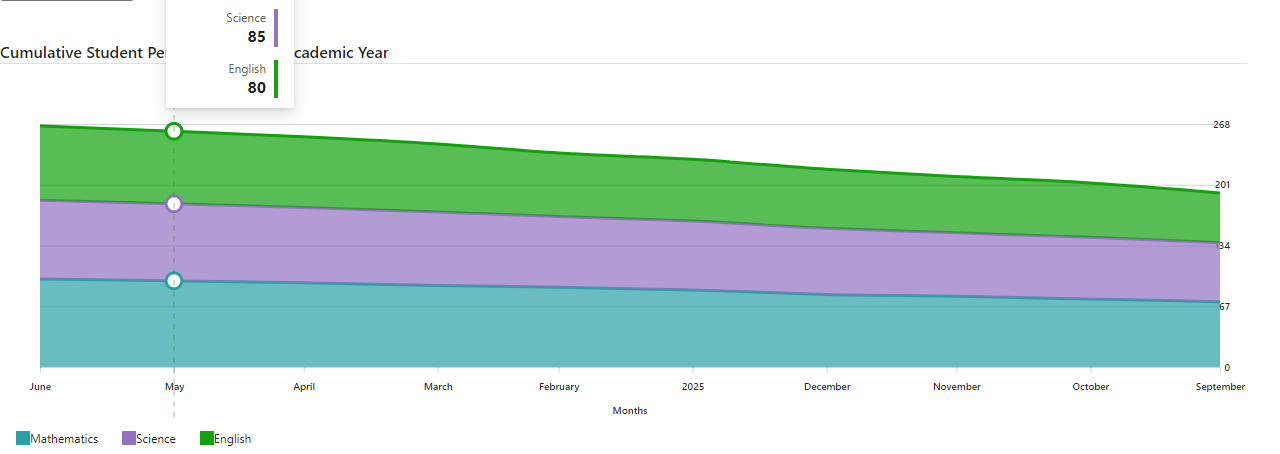 Science
85
English
80
Cumulative Student Pe cademic Year
268
201
34
67
0
June May April March February 2025 December November October September
Months
Mathematics Science English